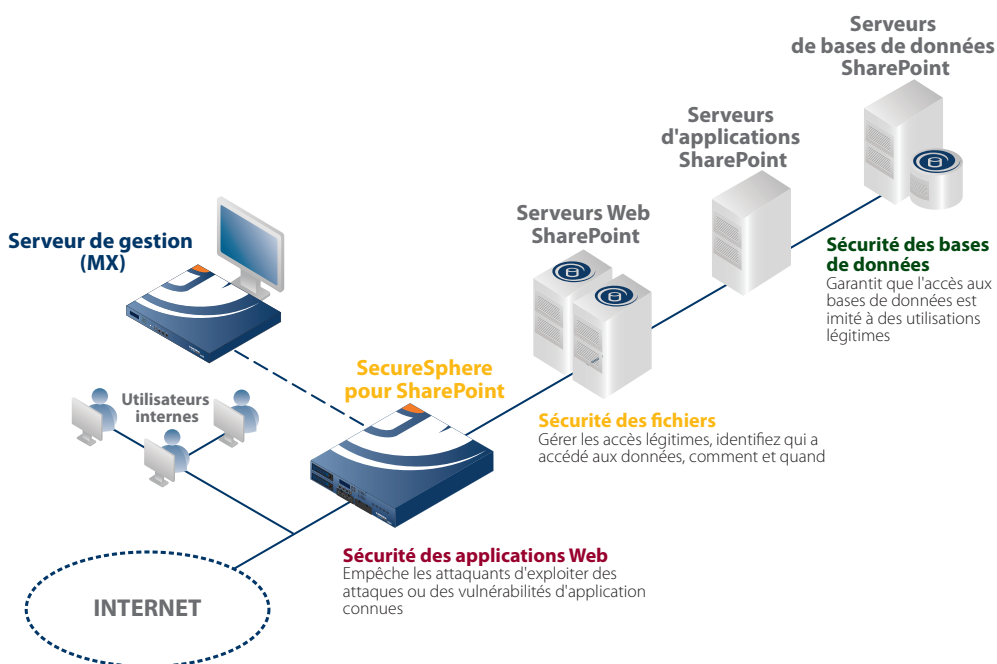 Serveurs
de bases de données
SharePoint
Serveurs
d'applications
SharePoint
Serveurs Web
SharePoint
Serveur de gestion
(MX)
Sécurité des bases
de données
Garantit que l'accès aux
bases de données est
imité à des utilisations
légitimes
SecureSphere
pour SharePoint
Utilisateurs
internes
Sécurité des fichiers
Gérer les accès légitimes, identifiez qui a
accédé aux données, comment et quand
Sécurité des applications Web
Empêche les attaquants d'exploiter des
attaques ou des vulnérabilités d'application
connues
INTERNET